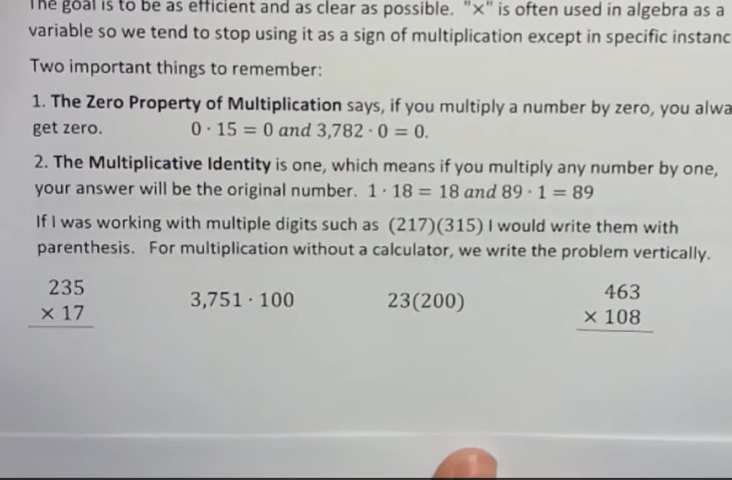 The goal is to be as efficient and as clear as possible. "×" is often used in algebra as a
variable so we tend to stop using it as a sign of multiplication except in specific instanc
Two important things to remember:
1. The Zero Property of Multiplication says, if you multiply a number by zero, you alwa
get zero. 0 · 15 = 0 and 3,782 · 0 = 0.
2. The Multiplicative Identity is one, which means if you multiply any number by one,
your answer will be the original number. 1 · 18 = 18 and 89 · 1 = 89
If I was working with multiple digits such as (217)(315) I would write them with
parenthesis. For multiplication without a calculator, we write the problem vertically.
235
× 17
3,751 · 100
23(200)
463
× 108